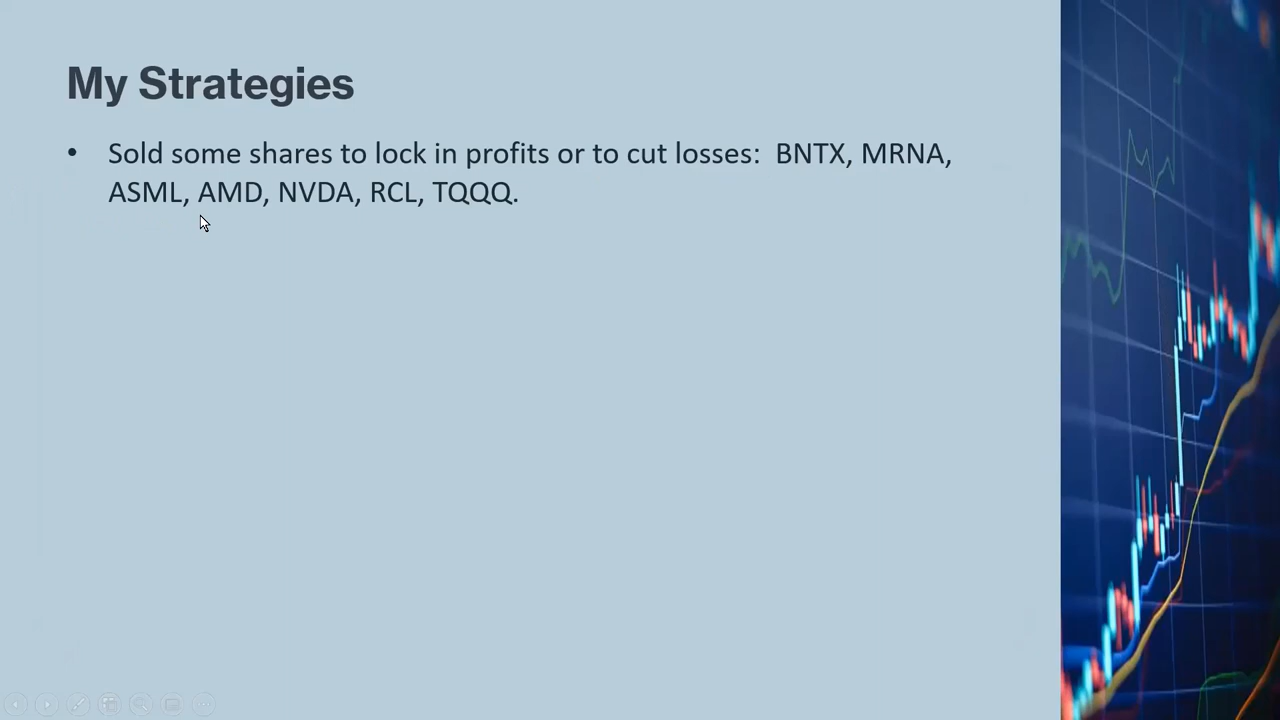 My Strategies
• Sold some shares to lock in profits or to cut losses:  BNTX, MRNA,
ASML, AMD, NVDA, RCL, TQQQ.